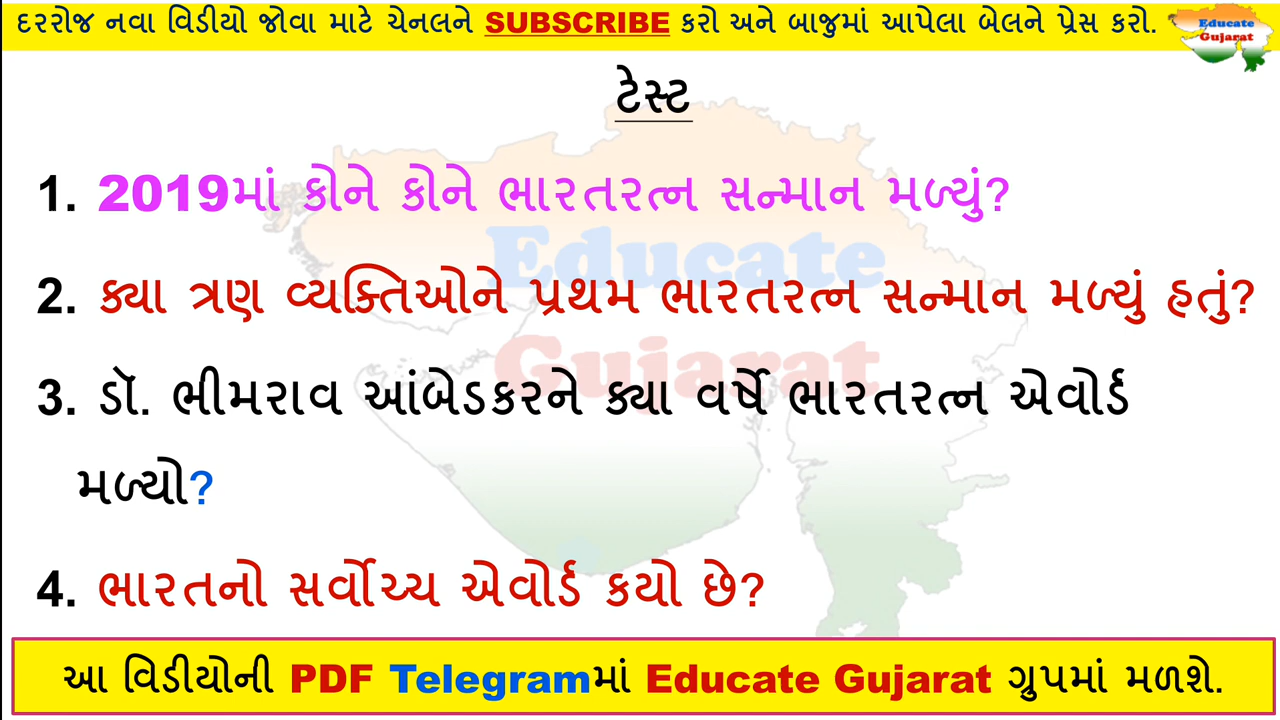 દરરોજ નવા વિડીયો જોવા માટે ચેનલને SUBSCRIBE કરો અને બાજુમાં આપેલા બેલને પ્રેસ કરો.
Educate
Gujarat
ટેસ્ટ
1. 2019માં કોને કોને ભારતરત્ન સન્માન મળ્યું?
Educate
2. ક્યા ત્રણ વ્યક્તિઓને પ્રથમ ભારતરત્ન સન્માન મળ્યું હતું?
Gujarat
3. ડૉ. ભીમરાવ આંબેડકરને ક્યા વર્ષે ભારતરત્ન એવોર્ડ
મળ્યો?
4. ભારતનો સર્વોચ્ચ એવોર્ડ કયો છે?
આ વિડીયોની PDF Telegramમાં Educate Gujarat ગ્રુપમાં મળશે.